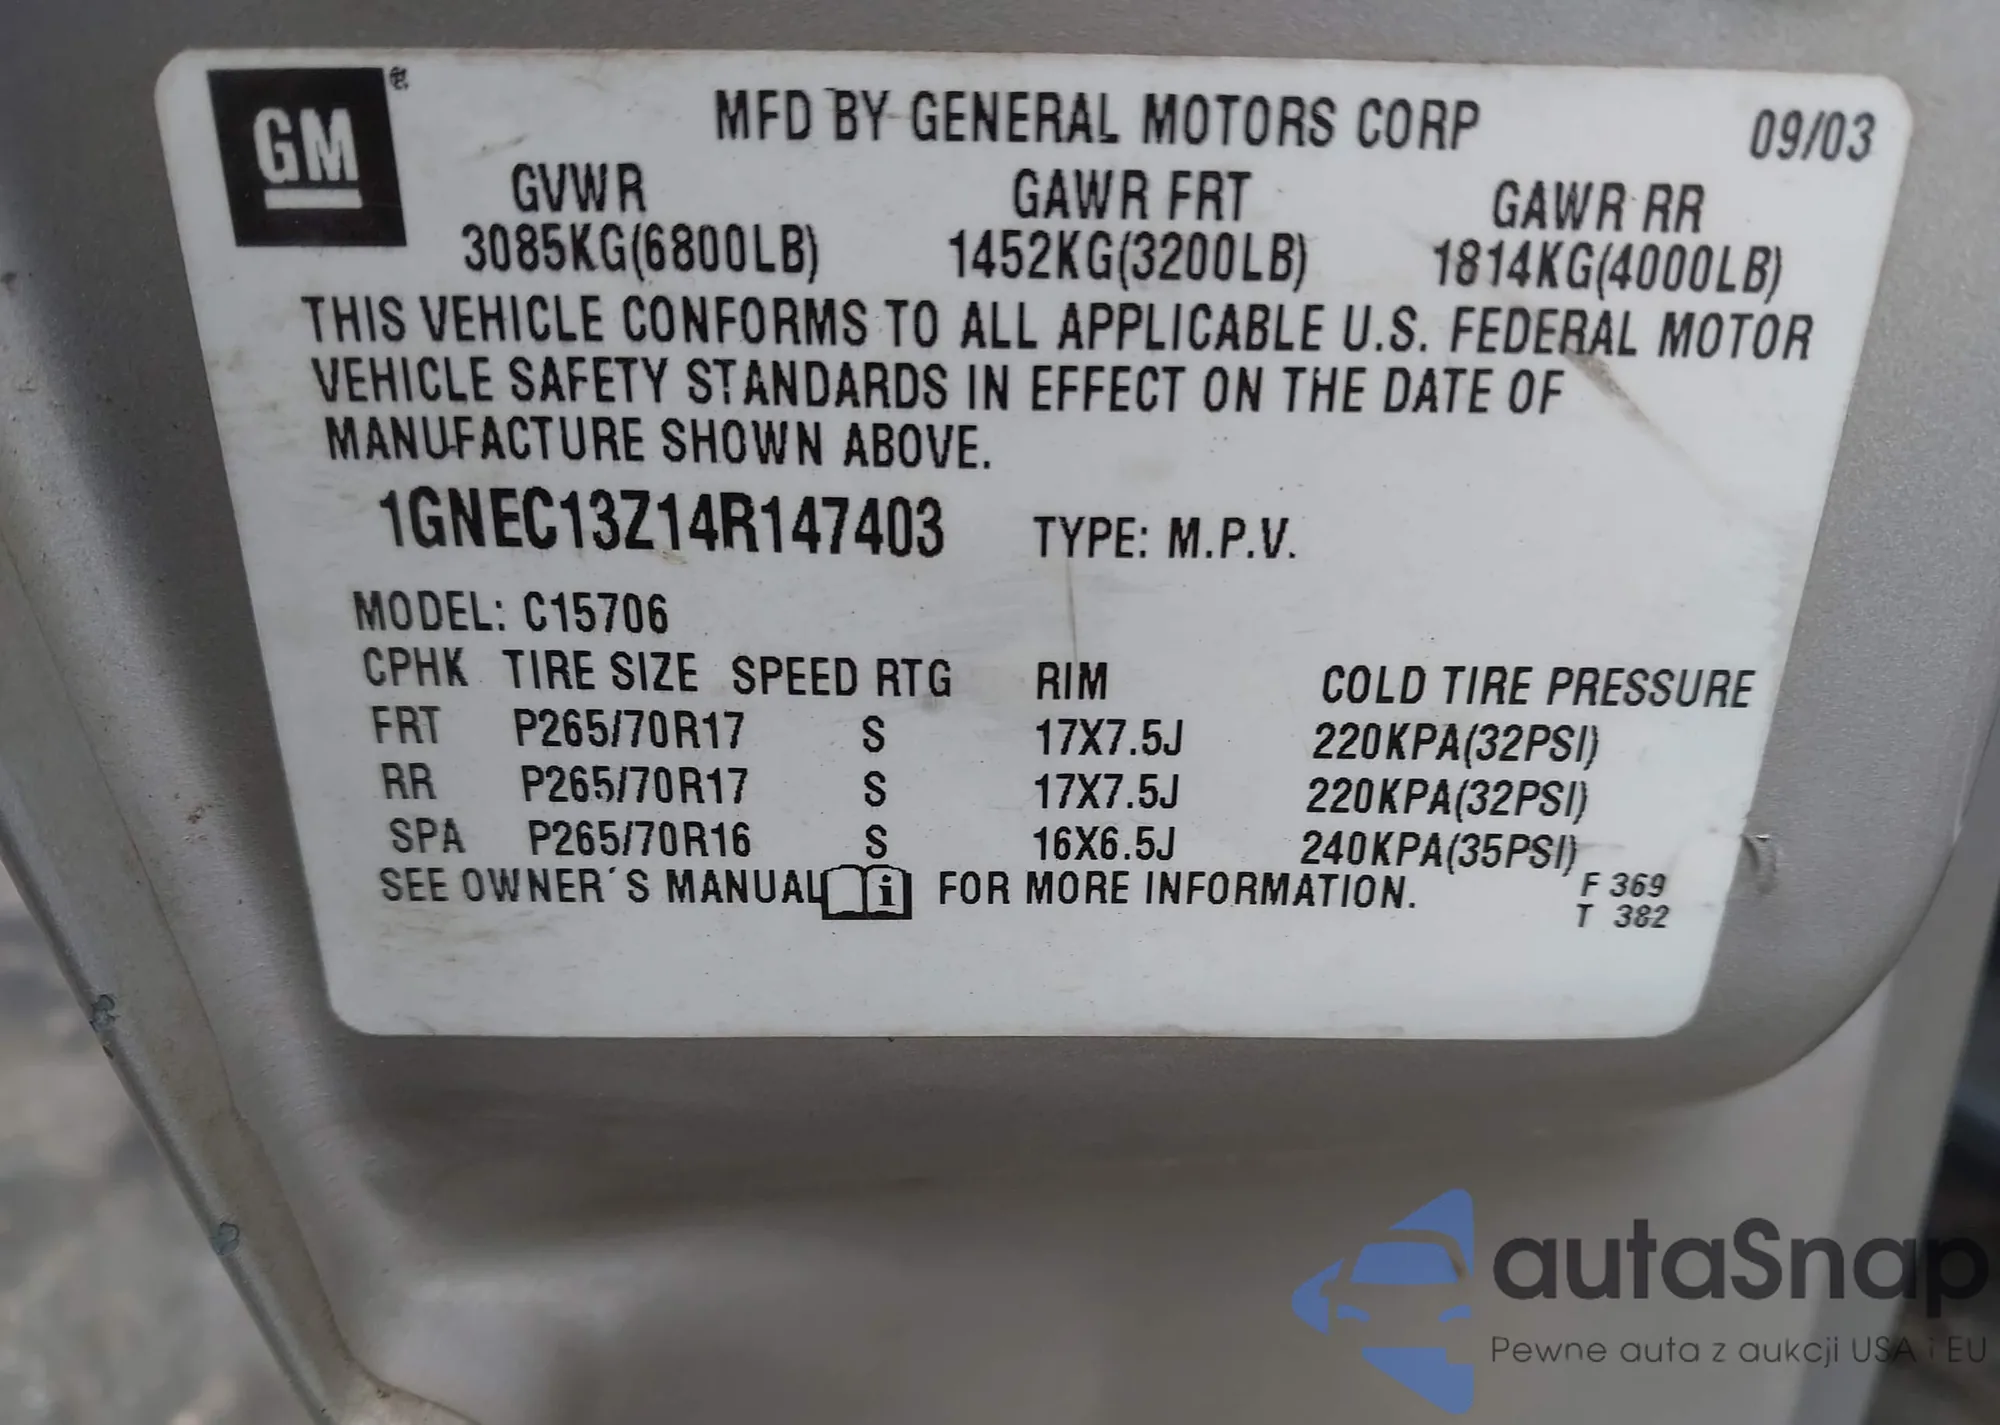 GM
MFD BY GENERAL MOTORS CORP 09/03
GVWR GAWR FRT GAWR RR
3085KG(6800LB) 1452KG(3200LB) 1814KG(4000LB)
THIS VEHICLE CONFORMS TO ALL APPLICABLE U.S. FEDERAL MOTOR
VEHICLE SAFETY STANDARDS IN EFFECT ON THE DATE OF
MANUFACTURE SHOWN ABOVE.
1GNEC13Z14R147403 TYPE: M.P.V.
MODEL: C15706
CPHK TIRE SIZE SPEED RTG RIM COLD TIRE PRESSURE
FRT P265/70R17 S 17X7.5J 220KPA(32PSI)
RR P265/70R17 S 17X7.5J 220KPA(32PSI)
SPA P265/70R16 S 16X6.5J 240KPA(35PSI)
SEE OWNER´S MANUAL i FOR MORE INFORMATION.
F 369
T 382
autaSnap
Pewne auta z aukcji USA i EU